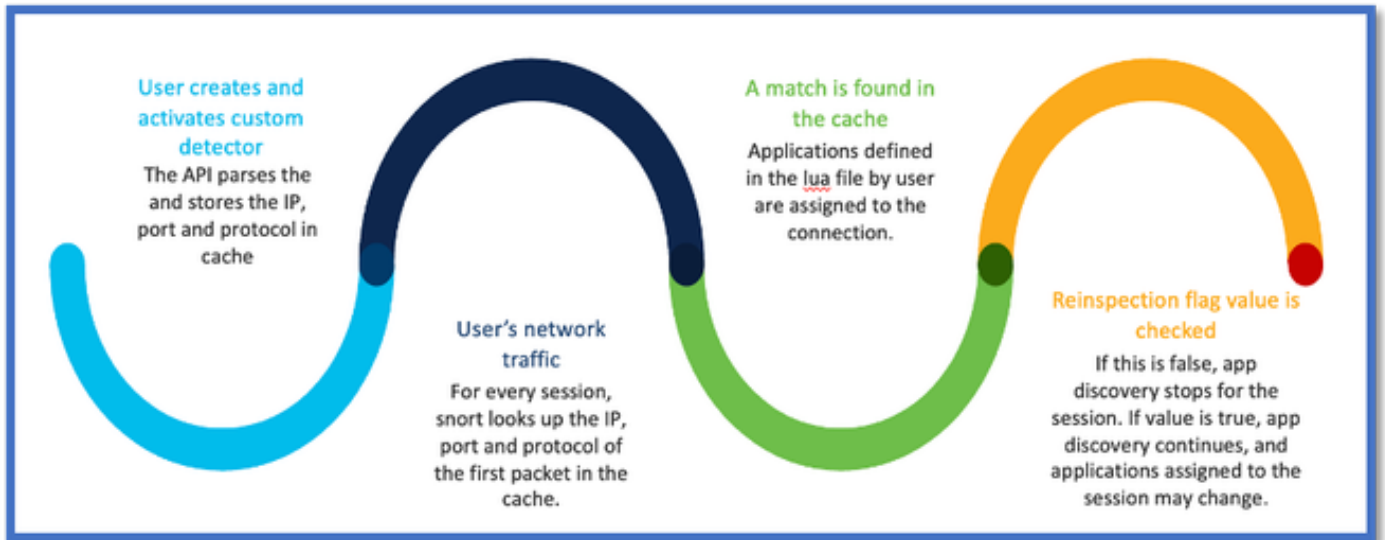 User creates and
activates custom
detector
The API parses the
and stores the IP,
port and protocol in
cache
User's network
traffic
For every session,
snort looks up the IP,
port and protocol of
the first packet in the
cache.
A match is found in
the cache
Applications defined
in the lua file by user
are assigned to the
connection.
Reinspection flag value is
checked
If this is false, app
discovery stops for the
session. If value is true, app
discovery continues, and
applications assigned to the
session may change.